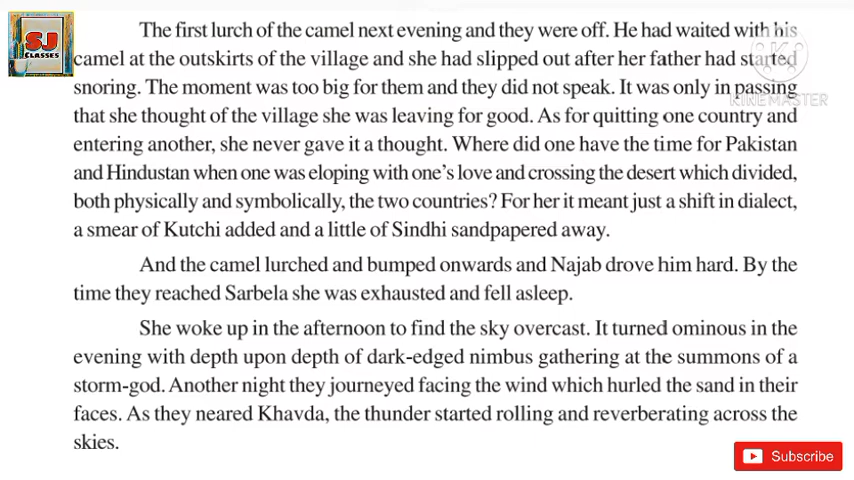 The first lurch of the camel next evening and they were off. He had waited with his
camel at the outskirts of the village and she had slipped out after her father had started
snoring. The moment was too big for them and they did not speak. It was only in passing
that she thought of the village she was leaving for good. As for quitting one country and
entering another, she never gave it a thought. Where did one have the time for Pakistan
and Hindustan when one was eloping with one's love and crossing the desert which divided,
both physically and symbolically, the two countries? For her it meant just a shift in dialect,
a smear of Kutchi added and a little of Sindhi sandpapered away.
And the camel lurched and bumped onwards and Najab drove him hard. By the
time they reached Sarbela she was exhausted and fell asleep.
She woke up in the afternoon to find the sky overcast. It turned ominous in the
evening with depth upon depth of dark-edged nimbus gathering at the summons of a
storm-god. Another night they journeyed facing the wind which hurled the sand in their
faces. As they neared Khavda, the thunder started rolling and reverberating across the
skies.
SJ
CLASSES
KINEMASTER
Subscribe